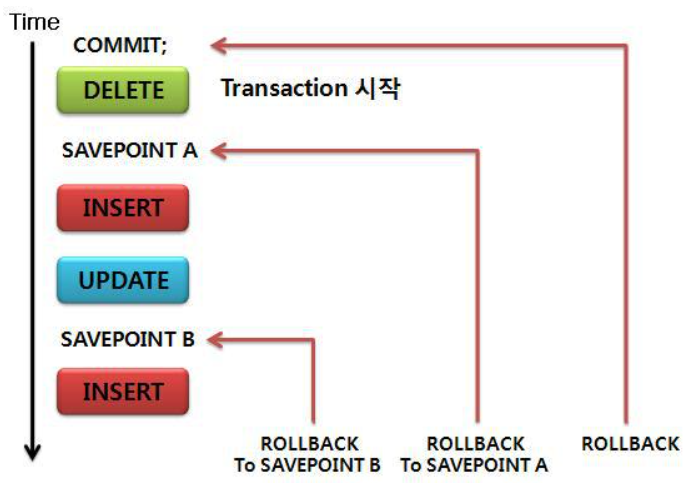 Time
COMMIT;
DELETE
Transaction 시작
SAVEPOINT A
INSERT
UPDATE
SAVEPOINT B
INSERT
ROLLBACK
To SAVEPOINT B
ROLLBACK
To SAVEPOINT A
ROLLBACK